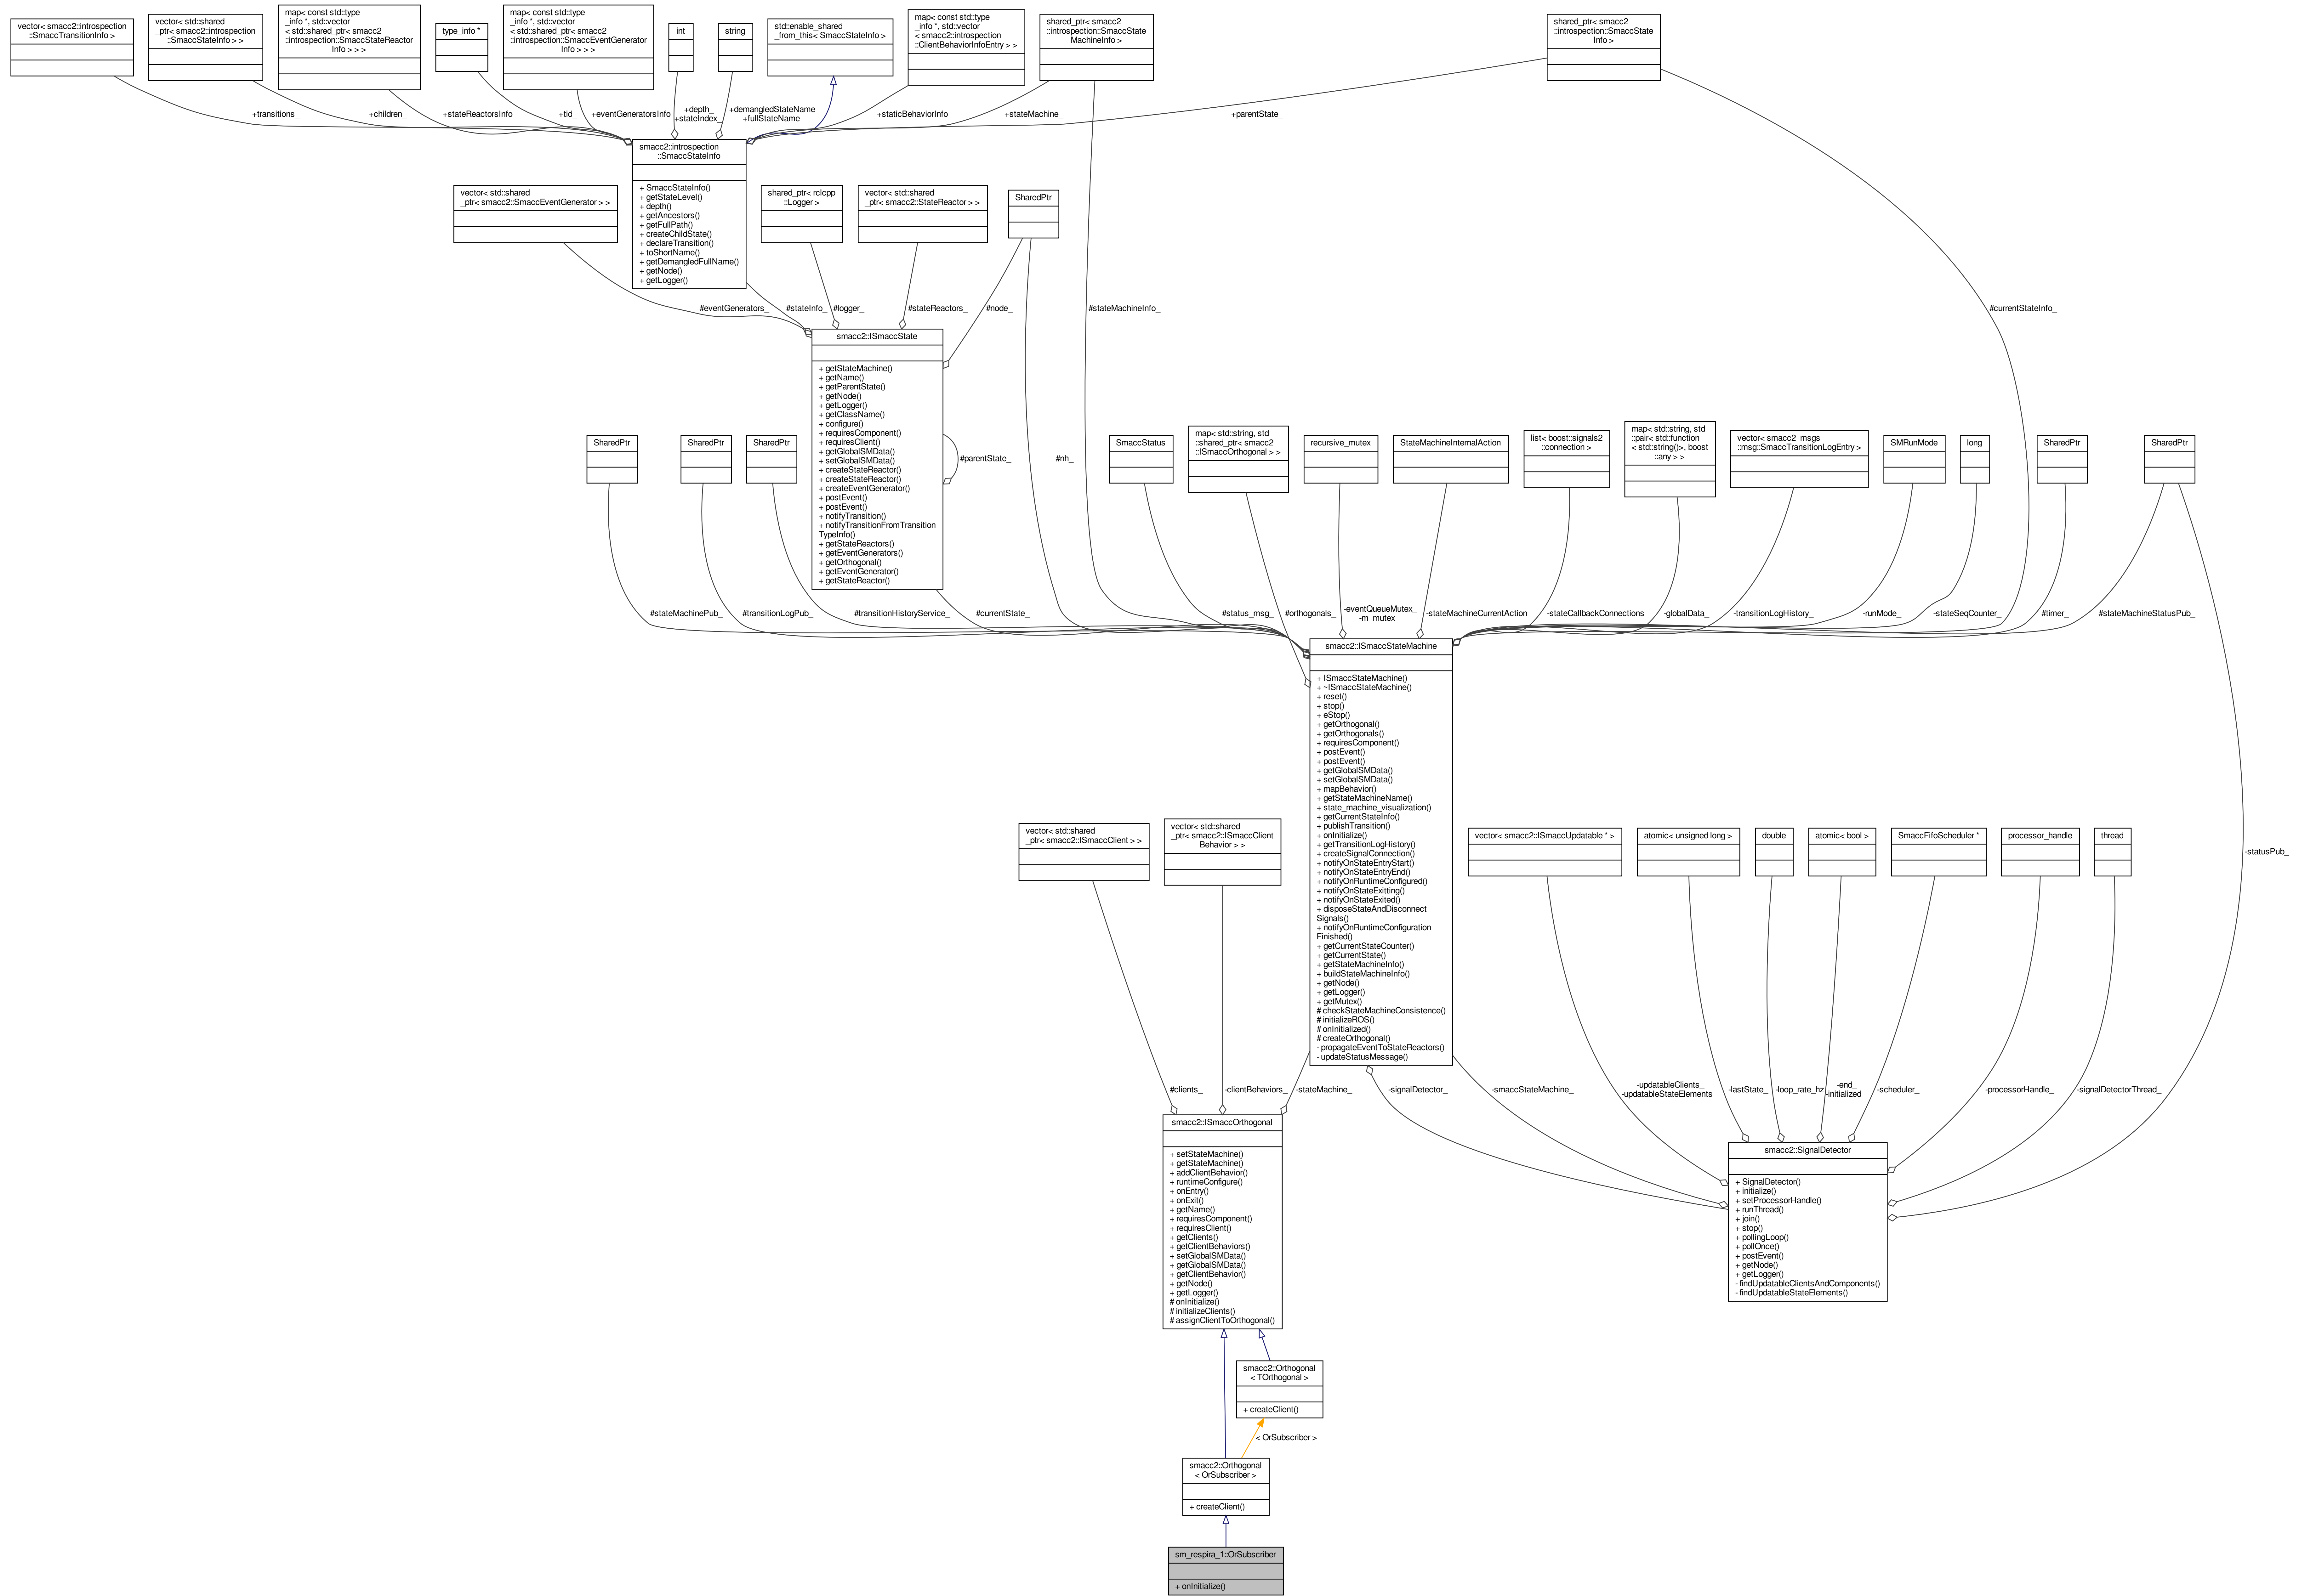 vector< smacc2::introspection
::SmaccTransitionInfo >
vector< std::shared
_ptr< smacc2::introspection
::SmaccStateInfo > >
map< const std::type
_info *, std::vector
< std::shared_ptr< smacc2
::introspection::SmaccStateReactor
Info > > >
type_info *
map< const std::type
_info *, std::vector
< std::shared_ptr< smacc2
::introspection::SmaccEventGenerator
Info > > >
int
string
std::enable_shared
_from_this< SmaccStateInfo >
map< const std::type
_info *, std::vector
< smacc2::introspection
::ClientBehaviorInfoEntry > >
shared_ptr< smacc2
::introspection::SmaccState
MachineInfo >
shared_ptr< smacc2
::introspection::SmaccState
Info >
+transitions_
+children_
+stateReactorsInfo
+tid_
+eventGeneratorsInfo
+depth_
+stateIndex_
+demangledStateName
+fullStateName
+staticBehaviorInfo
+stateMachine_
+parentState_
smacc2::introspection
::SmaccStateInfo
+ SmaccStateInfo()
+ getStateLevel()
+ depth()
+ getAncestors()
+ getFullPath()
+ createChildState()
+ declareTransition()
+ toShortName()
+ getDemangledFullName()
+ getNode()
+ getLogger()
vector< std::shared
_ptr< smacc2::SmaccEventGenerator > >
shared_ptr< rclcpp
::Logger >
vector< std::shared
_ptr< smacc2::StateReactor > >
SharedPtr
#eventGenerators_
#stateInfo_
#logger_
#stateReactors_
#node_
#stateMachineInfo_
#currentStateInfo_
smacc2::ISmaccState
+ getStateMachine()
+ getName()
+ getParentState()
+ getNode()
+ getLogger()
+ getClassName()
+ configure()
+ requiresComponent()
+ requiresClient()
+ getGlobalSMData()
+ setGlobalSMData()
+ createStateReactor()
+ createStateReactor()
+ createEventGenerator()
+ postEvent()
+ postEvent()
+ notifyTransition()
+ notifyTransitionFromTransition
TypeInfo()
+ getStateReactors()
+ getEventGenerators()
+ getOrthogonal()
+ getEventGenerator()
+ getStateReactor()
#parentState_
#nh_
SharedPtr
SharedPtr
SharedPtr
SmaccStatus
map< std::string, std
::shared_ptr< smacc2
::ISmaccOrthogonal > >
recursive_mutex
StateMachineInternalAction
list< boost::signals2
::connection >
map< std::string, std
::pair< std::function
< std::string()>, boost
::any > >
vector< smacc2_msgs
::msg::SmaccTransitionLogEntry >
SMRunMode
long
SharedPtr
SharedPtr
#stateMachinePub_
#transitionLogPub_
#transitionHistoryService_
#currentState_
#status_msg_
#orthogonals_
-eventQueueMutex_
-m_mutex_
-stateMachineCurrentAction
-stateCallbackConnections
-globalData_
-transitionLogHistory_
-runMode_
-stateSeqCounter_
#timer_
#stateMachineStatusPub_
smacc2::ISmaccStateMachine
+ ISmaccStateMachine()
+ ~ISmaccStateMachine()
+ reset()
+ stop()
+ eStop()
+ getOrthogonal()
+ getOrthogonals()
+ requiresComponent()
+ postEvent()
+ postEvent()
+ getGlobalSMData()
+ setGlobalSMData()
+ mapBehavior()
+ getStateMachineName()
+ state_machine_visualization()
+ getCurrentStateInfo()
+ publishTransition()
+ onInitialize()
+ getTransitionLogHistory()
+ createSignalConnection()
+ notifyOnStateEntryStart()
+ notifyOnStateEntryEnd()
+ notifyOnRuntimeConfigured()
+ notifyOnStateExitting()
+ notifyOnStateExited()
+ disposeStateAndDisconnect
Signals()
+ notifyOnRuntimeConfiguration
Finished()
+ getCurrentStateCounter()
+ getCurrentState()
+ getStateMachineInfo()
+ buildStateMachineInfo()
+ getNode()
+ getLogger()
+ getMutex()
# checkStateMachineConsistence()
# initializeROS()
# onInitialized()
# createOrthogonal()
- propagateEventToStateReactors()
- updateStatusMessage()
vector< std::shared
_ptr< smacc2::ISmaccClient > >
vector< std::shared
_ptr< smacc2::ISmaccClient
Behavior > >
vector< smacc2::ISmaccUpdatable * >
atomic< unsigned long >
double
atomic< bool >
SmaccFifoScheduler *
processor_handle
thread
-statusPub_
#clients_
-clientBehaviors_
-stateMachine_
-signalDetector_
-smaccStateMachine_
-updatableClients_
-updatableStateElements_
-lastState_
-loop_rate_hz
-end_
-initialized_
-scheduler_
-processorHandle_
-signalDetectorThread_
smacc2::ISmaccOrthogonal
+ setStateMachine()
+ getStateMachine()
+ addClientBehavior()
+ runtimeConfigure()
+ onEntry()
+ onExit()
+ getName()
+ requiresComponent()
+ requiresClient()
+ getClients()
+ getClientBehaviors()
+ setGlobalSMData()
+ getGlobalSMData()
+ getClientBehavior()
+ getNode()
+ getLogger()
# onInitialize()
# initializeClients()
# assignClientToOrthogonal()
smacc2::SignalDetector
+ SignalDetector()
+ initialize()
+ setProcessorHandle()
+ runThread()
+ join()
+ stop()
+ pollingLoop()
+ pollOnce()
+ postEvent()
+ getNode()
+ getLogger()
- findUpdatableClientsAndComponents()
- findUpdatableStateElements()
smacc2::Orthogonal
< TOrthogonal >
+ createClient()
< OrSubscriber >
smacc2::Orthogonal
< OrSubscriber >
+ createClient()
sm_respira_1::OrSubscriber
+ onInitialize()